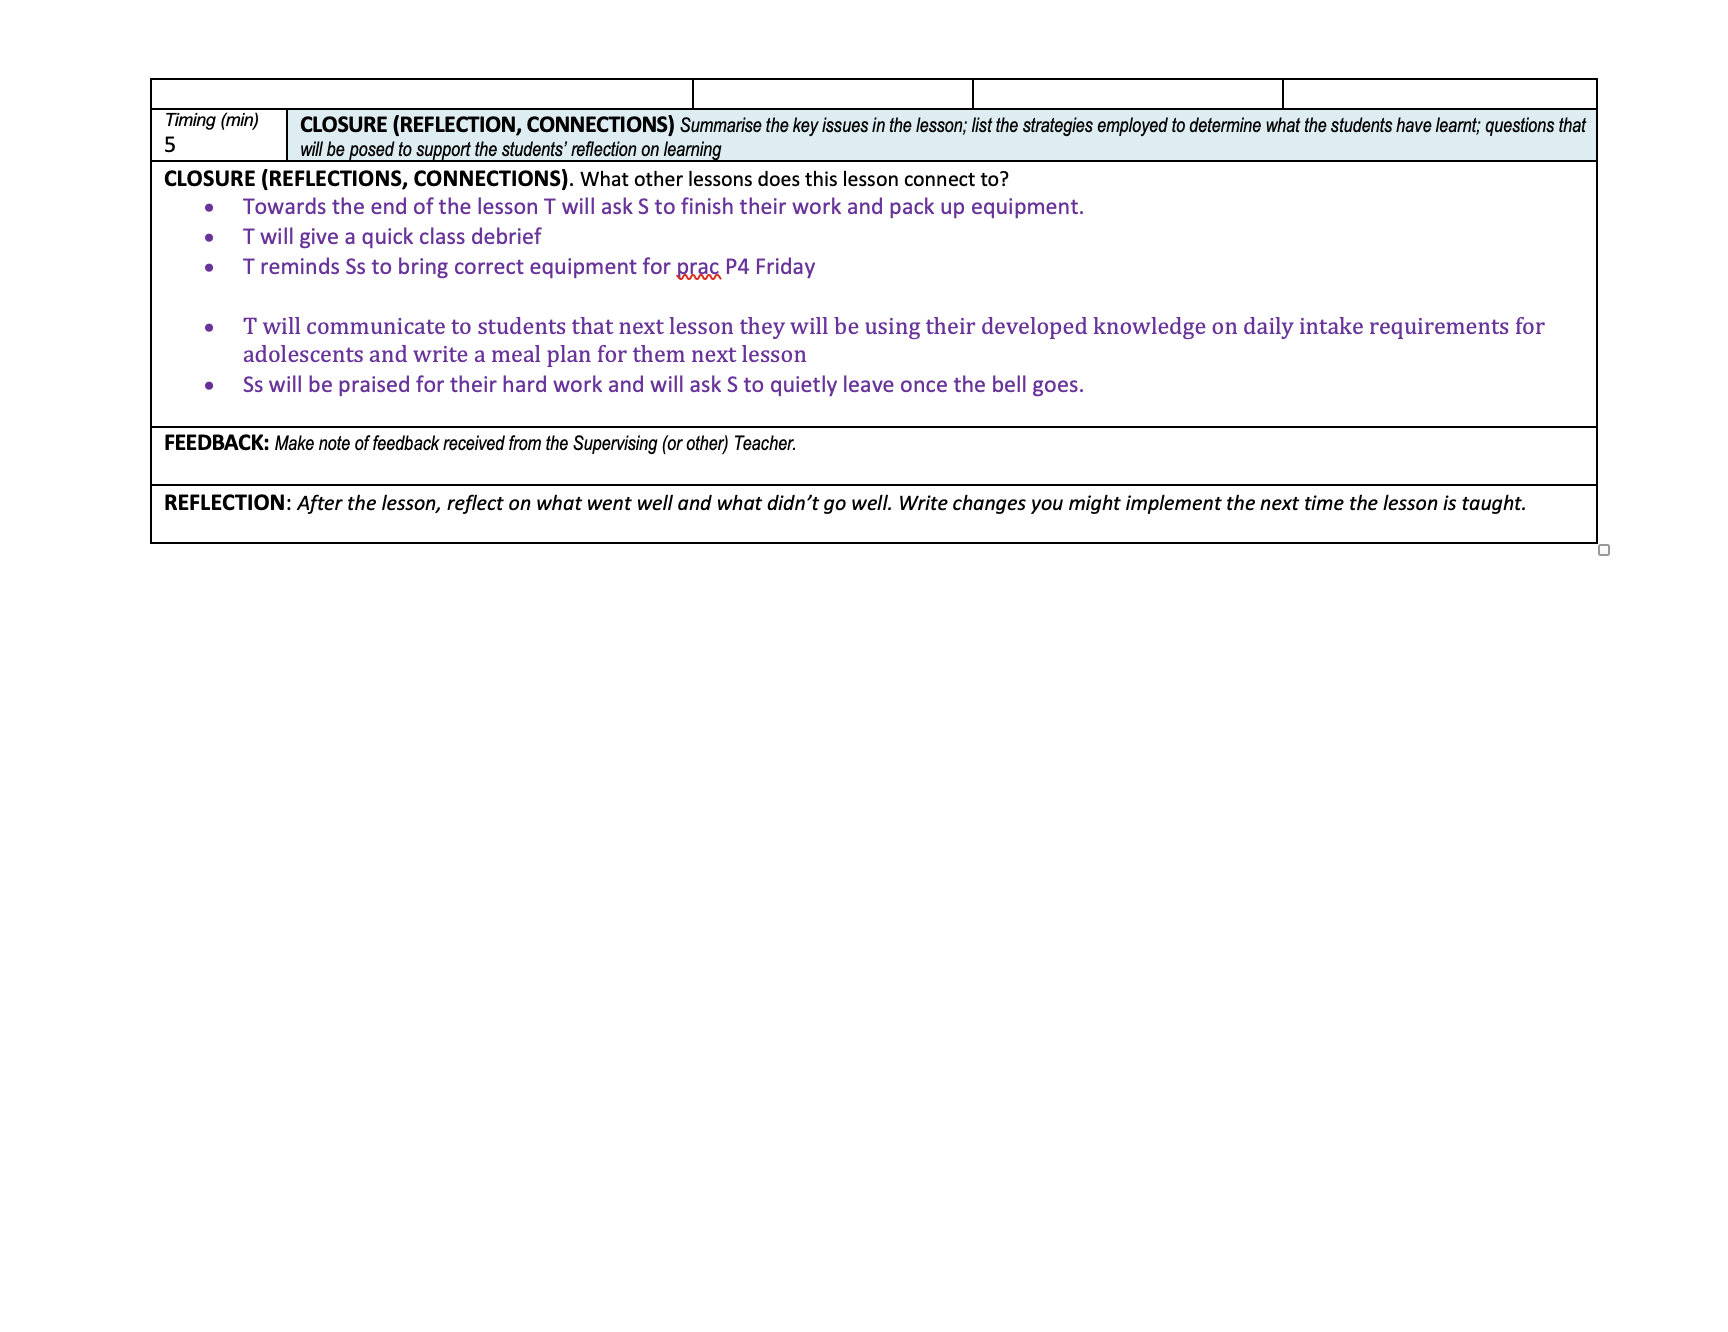 Timing (min)
5
CLOSURE (REFLECTION, CONNECTIONS) Summarise the key issues in the lesson; list the strategies employed to determine what the students have learnt; questions that
will be posed to support the students’ reflection on learning
CLOSURE (REFLECTIONS, CONNECTIONS). What other lessons does this lesson connect to?
• Towards the end of the lesson T will ask S to finish their work and pack up equipment.
• T will give a quick class debrief
• T reminds Ss to bring correct equipment for prac P4 Friday
• T will communicate to students that next lesson they will be using their developed knowledge on daily intake requirements for
adolescents and write a meal plan for them next lesson
• Ss will be praised for their hard work and will ask S to quietly leave once the bell goes.
FEEDBACK: Make note of feedback received from the Supervising (or other) Teacher.
REFLECTION: After the lesson, reflect on what went well and what didn’t go well. Write changes you might implement the next time the lesson is taught.